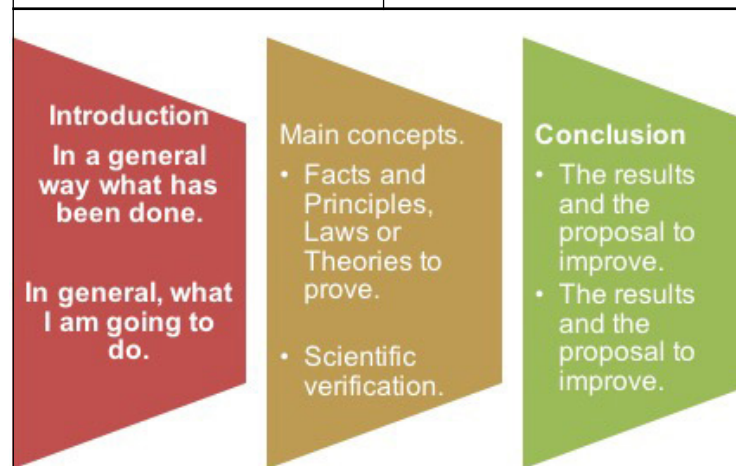 Introduction
In a general
way what has
been done.
In general, what
I am going to
do.
Main concepts.
• Facts and
Principles,
Laws or
Theories to
prove.
• Scientific
verification.
Conclusion
• The results
and the
proposal to
improve.
• The results
and the
proposal to
improve.